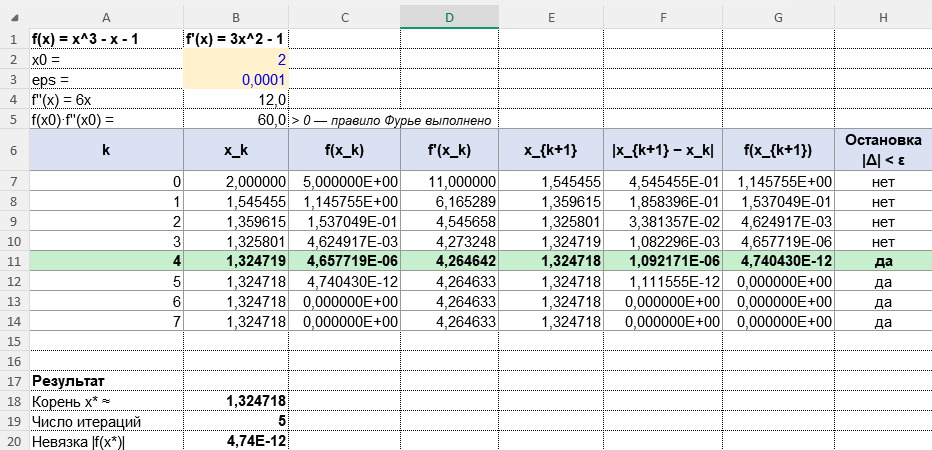 A B C D E F G H
1 f(x) = x^3 - x - 1 f'(x) = 3x^2 - 1
2 x0 = 2
3 eps = 0,0001
4 f''(x) = 6x 12,0
5 f(x0)·f''(x0) = 60,0 > 0 — правило Фурье выполнено
6 k x_k f(x_k) f'(x_k) x_{k+1} |x_{k+1} − x_k| f(x_{k+1}) Остановка
|Δ| < ε
7 0 2,000000 5,000000E+00 11,000000 1,545455 4,545455E-01 1,145755E+00 нет
8 1 1,545455 1,145755E+00 6,165289 1,359615 1,858396E-01 1,537049E-01 нет
9 2 1,359615 1,537049E-01 4,545658 1,325801 3,381357E-02 4,624917E-03 нет
10 3 1,325801 4,624917E-03 4,273248 1,324719 1,082296E-03 4,657719E-06 нет
11 4 1,324719 4,657719E-06 4,264642 1,324718 1,092171E-06 4,740430E-12 да
12 5 1,324718 4,740430E-12 4,264633 1,324718 1,111555E-12 0,000000E+00 да
13 6 1,324718 0,000000E+00 4,264633 1,324718 0,000000E+00 0,000000E+00 да
14 7 1,324718 0,000000E+00 4,264633 1,324718 0,000000E+00 0,000000E+00 да
15
16
17 Результат
18 Корень x* ≈ 1,324718
19 Число итераций 5
20 Невязка |f(x*)| 4,74E-12